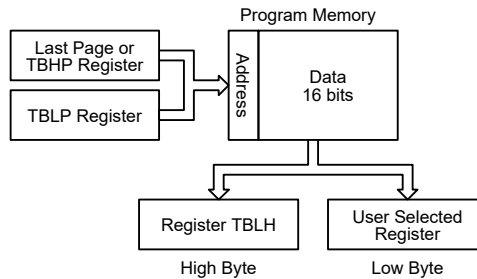 Program Memory
Last Page or
TBHP Register
TBLP Register
Address
Data
16 bits
Register TBLH
User Selected
Register
High Byte
Low Byte